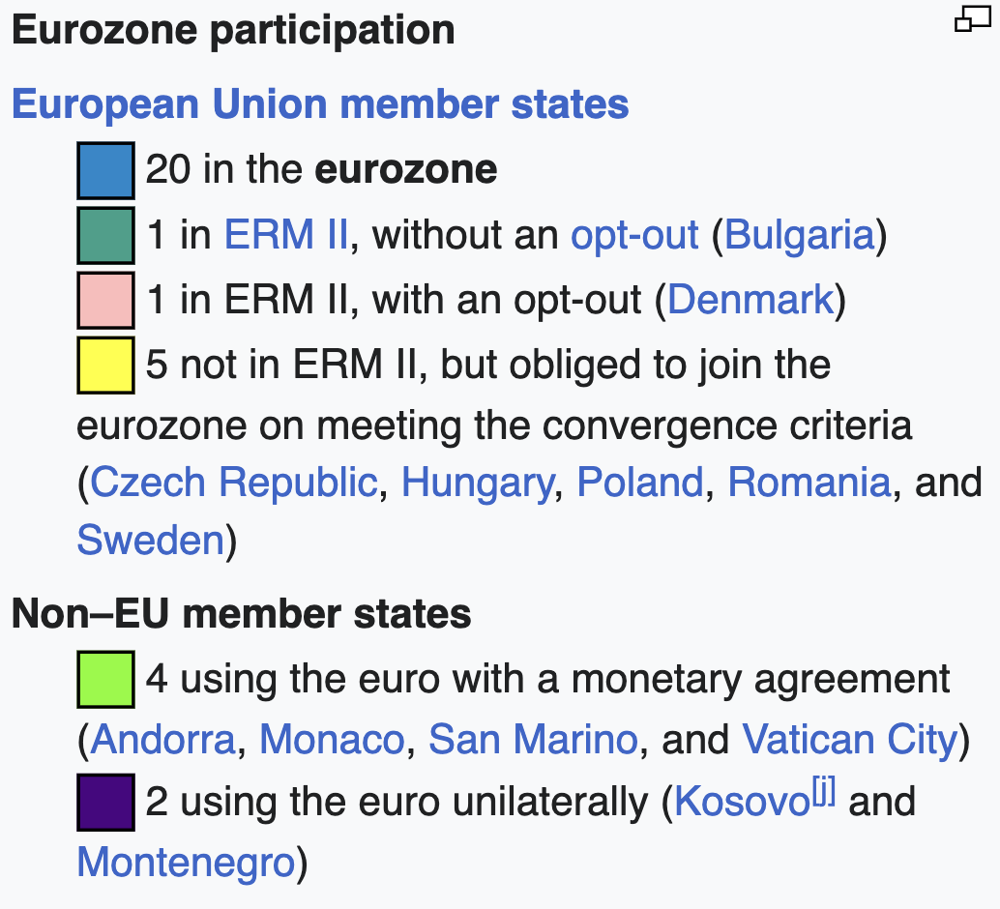 Eurozone participation
European Union member states
20 in the eurozone
1 in ERM II, without an opt-out (Bulgaria)
1 in ERM II, with an opt-out (Denmark)
5 not in ERM II, but obliged to join the
eurozone on meeting the convergence criteria
(Czech Republic, Hungary, Poland, Romania, and
Sweden)
Non–EU member states
4 using the euro with a monetary agreement
(Andorra, Monaco, San Marino, and Vatican City)
2 using the euro unilaterally (Kosovo[j] and
Montenegro)